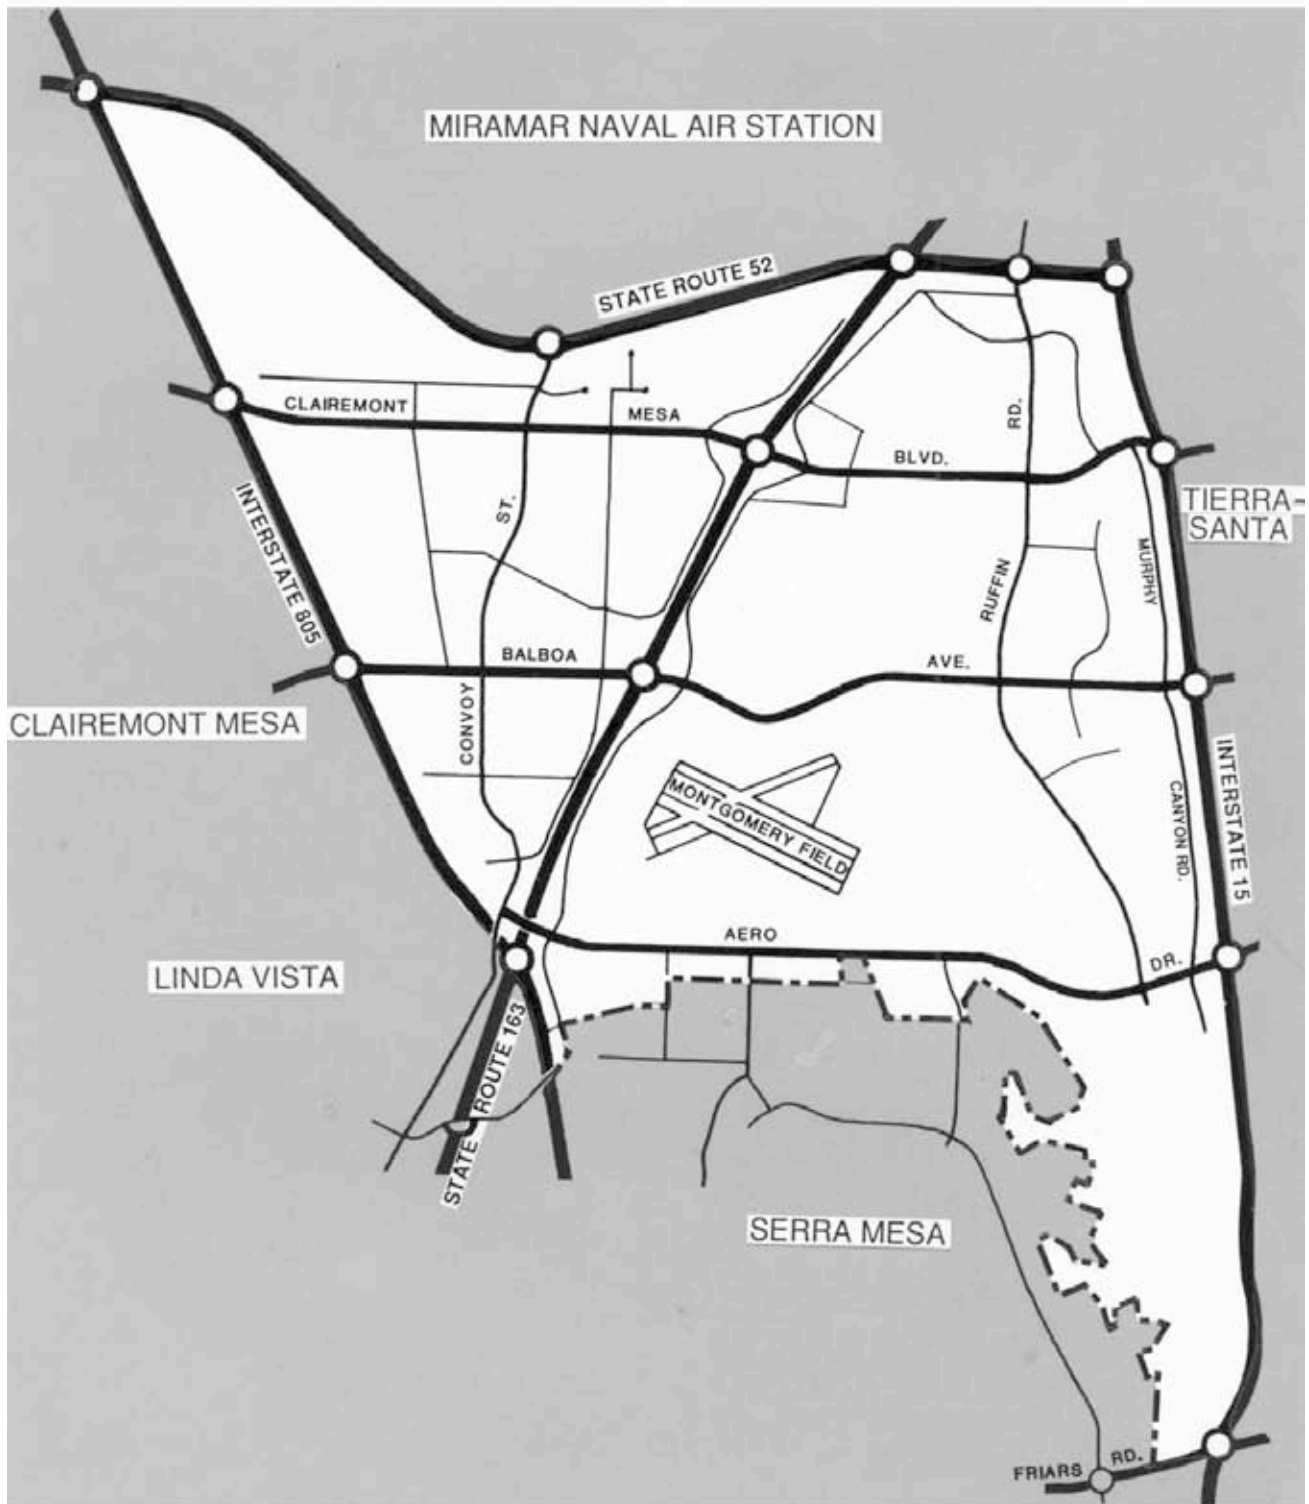 MIRAMAR NAVAL AIR STATION
STATE ROUTE 52
CLAIREMONT MESA BLVD.
RUFFIN RD.
CONVOY ST.
INTERSTATE 805
TIERRA-
SANTA
MURPHY CANYON RD.
BALBOA AVE.
CLAIREMONT MESA
INTERSTATE 15
MONTGOMERY FIELD
AERO DR.
LINDA VISTA
STATE ROUTE 163
SERRA MESA
FRIARS RD.